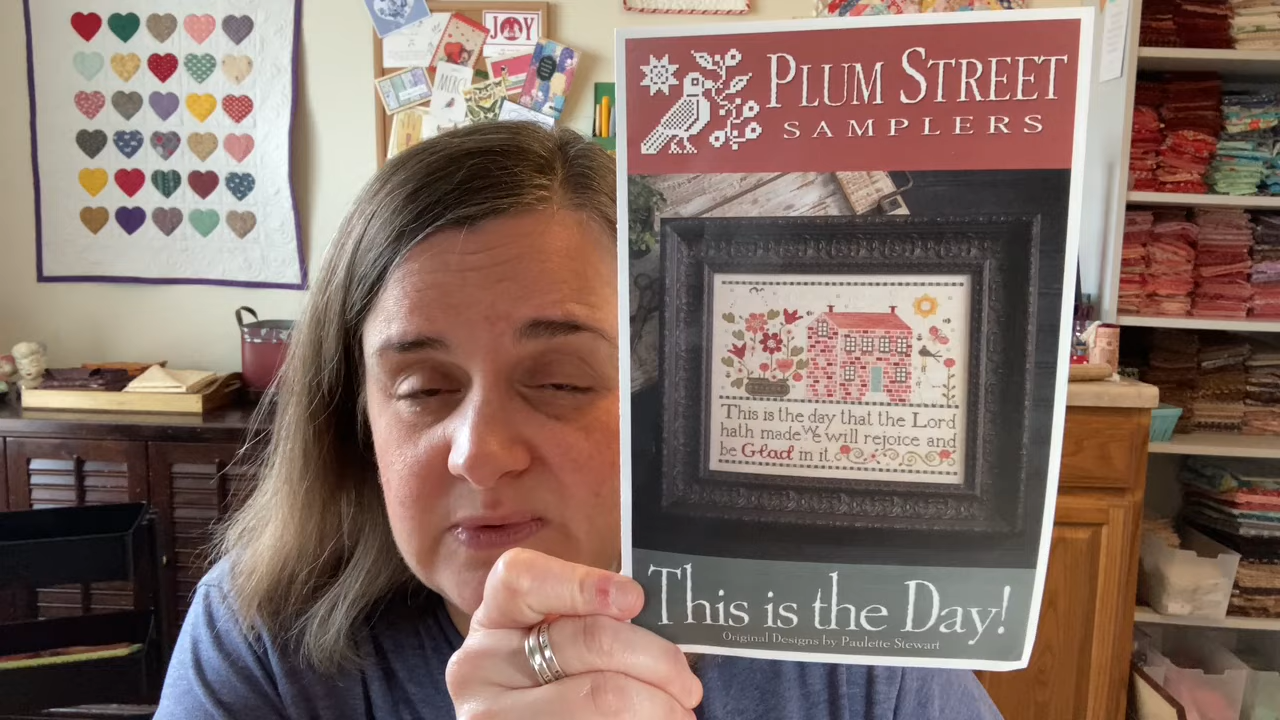 JOY
MERCI
PLUM STREET
SAMPLERS
This is the day that the Lord
hath made we will rejoice and
be Glad in it.
This is the Day!
Original Designs by Paulette Stewart